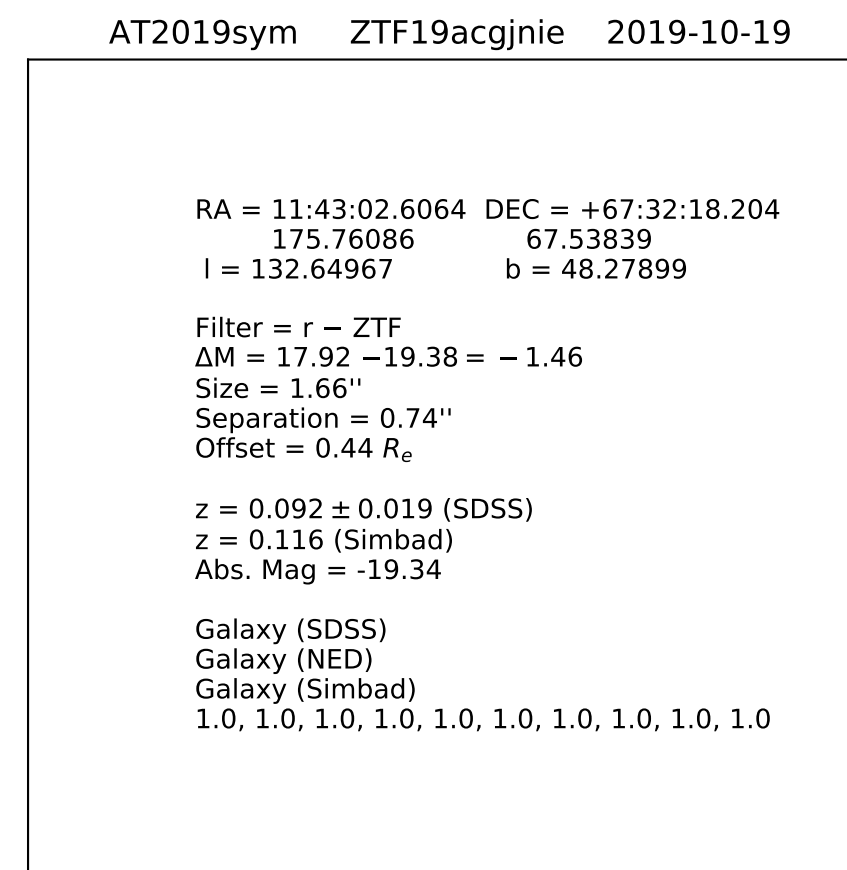 AT2019sym ZTF19acgjnie 2019-10-19
RA = 11:43:02.6064 DEC = +67:32:18.204
175.76086 67.53839
l = 132.64967 b = 48.27899
Filter = r − ZTF
ΔM = 17.92 −19.38 = − 1.46
Size = 1.66''
Separation = 0.74''
Offset = 0.44 Re
z = 0.092 ± 0.019 (SDSS)
z = 0.116 (Simbad)
Abs. Mag = -19.34
Galaxy (SDSS)
Galaxy (NED)
Galaxy (Simbad)
1.0, 1.0, 1.0, 1.0, 1.0, 1.0, 1.0, 1.0, 1.0, 1.0